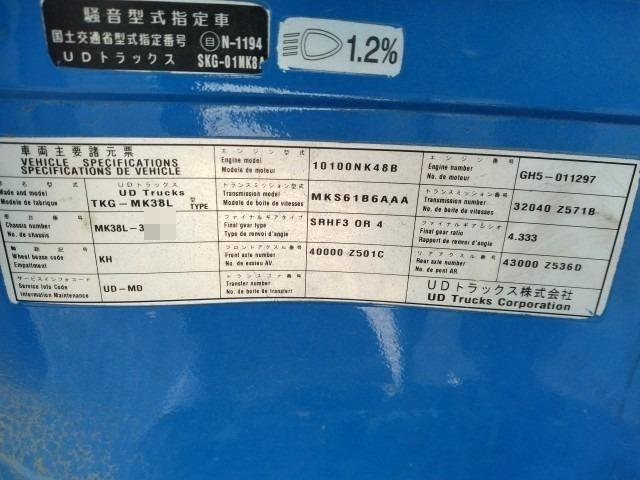 騒音型式指定車
国土交通省型式指定番号 自N-1194
UDトラックス SKG-01MK8A
1.2%
車両主要諸元票
VEHICLE SPECIFICATIONS
SPECIFICATIONS DE VEHICLE
エンジン型式
Engine model
Modele de moteur
10100NK48B
エンジン番号
Engine number
No. de moteur
GH5-011297
車名型式
Made and model
Modele de fabrique
UDトラックス
UD Trucks
TKG-MK38L
型
TYPE
トランスミッション型式
Transmission model
Modele de boite de vitesses
MKS61B6AAA
トランスミッション番号
Transmission number
No. de boite de vitesses
32040 Z571B
車台番号
Chassis number
No. de chassis
MK38L-3
ファイナルギアタイプ
Final gear type
Type de renvoi d'angle
SRHF3 OR 4
ファイナルギアレシオ
Final gear ratio
Rapport de renvoi d'angle
4.333
軸距記号
Wheel base code
Empattement
KH
フロントアクスル番号
Front axle number
No. de essieu AV.
40000 Z501C
リアアクスル番号
Rear axle number
No. de pont AR.
43000 Z536D
サービスインフォコード
Service Info Code
Information Maintenance
UD-MD
トランスファ番号
Transfer number
No. de boite de transfert
UDトラックス株式会社
UD Trucks Corporation